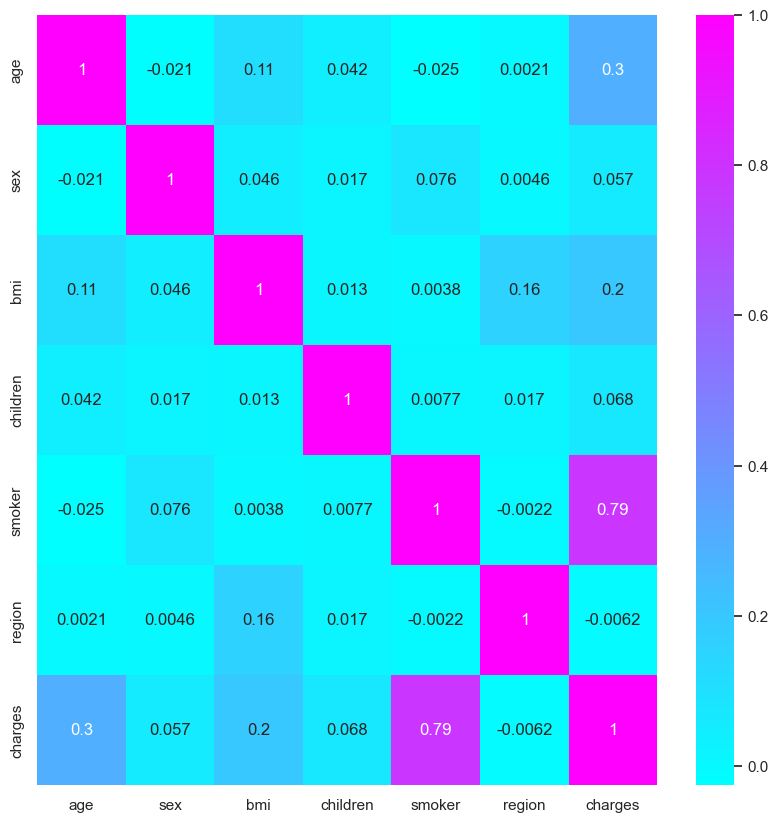 age 1 -0.021 0.11 0.042 -0.025 0.0021 0.3
sex -0.021 1 0.046 0.017 0.076 0.0046 0.057
bmi 0.11 0.046 1 0.013 0.0038 0.16 0.2
children 0.042 0.017 0.013 1 0.0077 0.017 0.068
smoker -0.025 0.076 0.0038 0.0077 1 -0.0022 0.79
region 0.0021 0.0046 0.16 0.017 -0.0022 1 -0.0062
charges 0.3 0.057 0.2 0.068 0.79 -0.0062 1
age sex bmi children smoker region charges
1.0
0.8
0.6
0.4
0.2
0.0